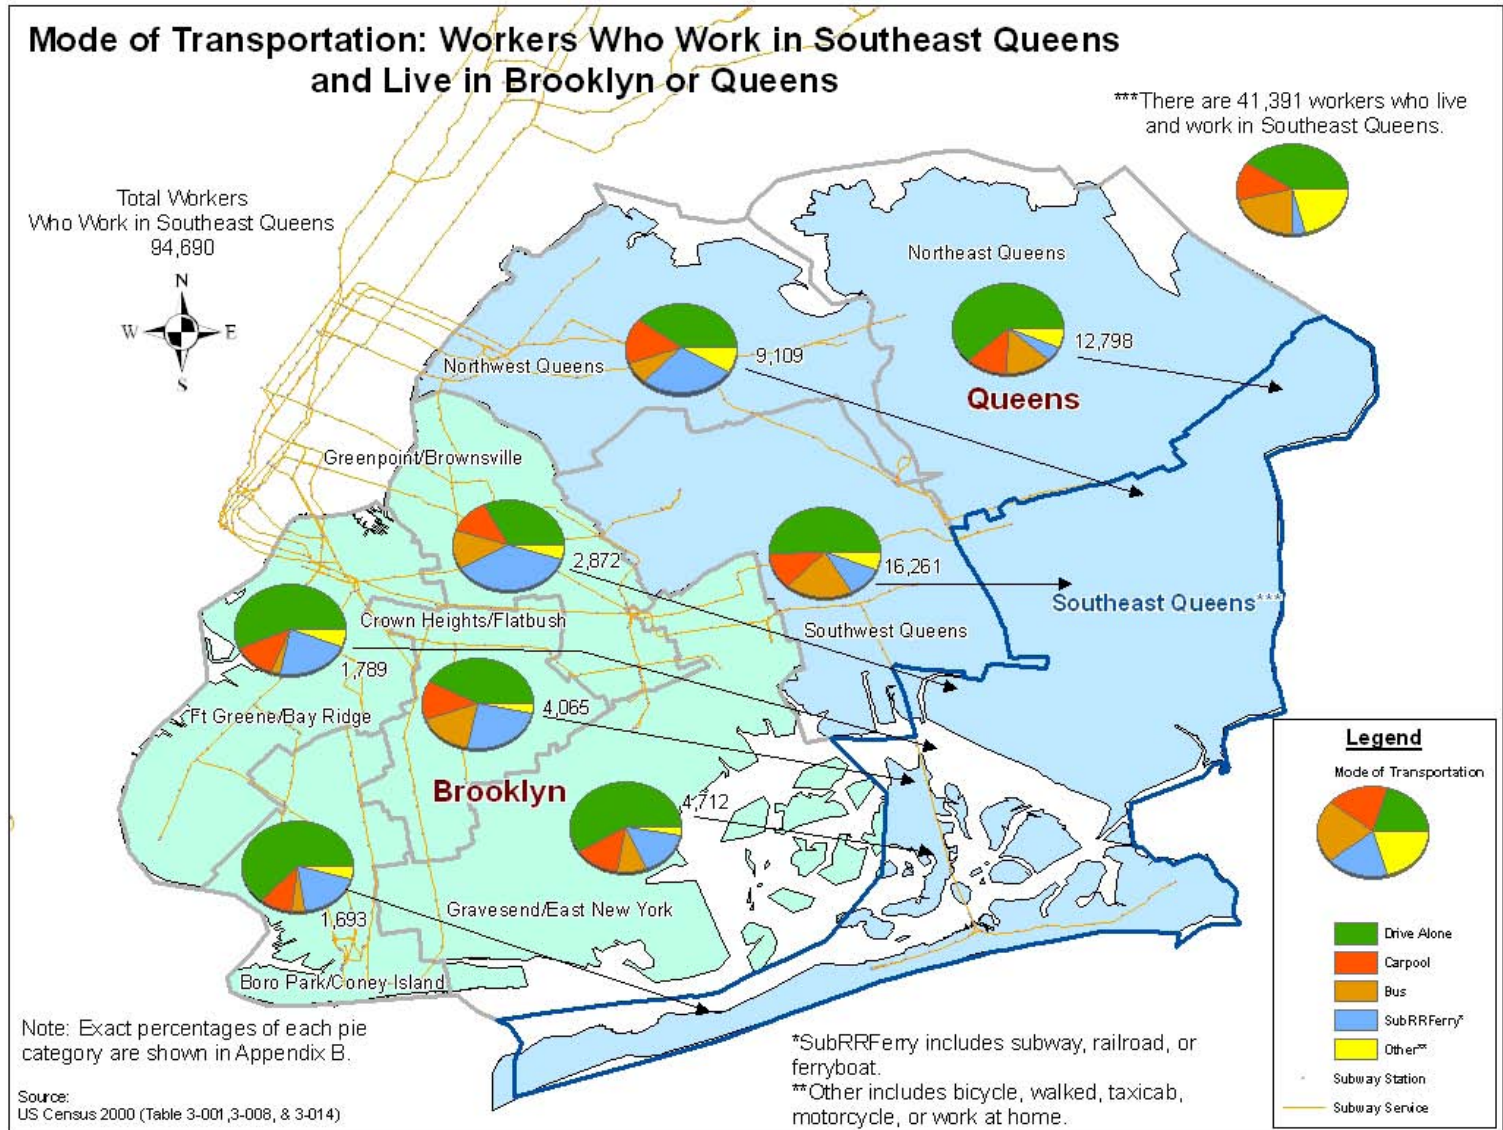 Mode of Transportation: Workers Who Work in Southeast Queens
and Live in Brooklyn or Queens
***There are 41,391 workers who live
and work in Southeast Queens.
Total Workers
Who Work in Southeast Queens
94,690
N
W E
S
Northeast Queens
12,798
Northwest Queens
9,109
Queens
Greenpoint/Brownsville
2,872
16,261
Southeast Queens***
Crown Heights/Flatbush
Southwest Queens
1,789
4,065
Ft Greene/Bay Ridge
Brooklyn
4,712
1,693
Gravesend/East New York
Boro Park/Coney Island
Legend
Mode of Transportation
Drive Alone
Carpool
Bus
SubRRFerry*
Other**
Subway Station
Subway Service
Note: Exact percentages of each pie
category are shown in Appendix B.
Source:
US Census 2000 (Table 3-001,3-008, & 3-014)
*SubRRFerry includes subway, railroad, or
ferryboat.
**Other includes bicycle, walked, taxicab,
motorcycle, or work at home.